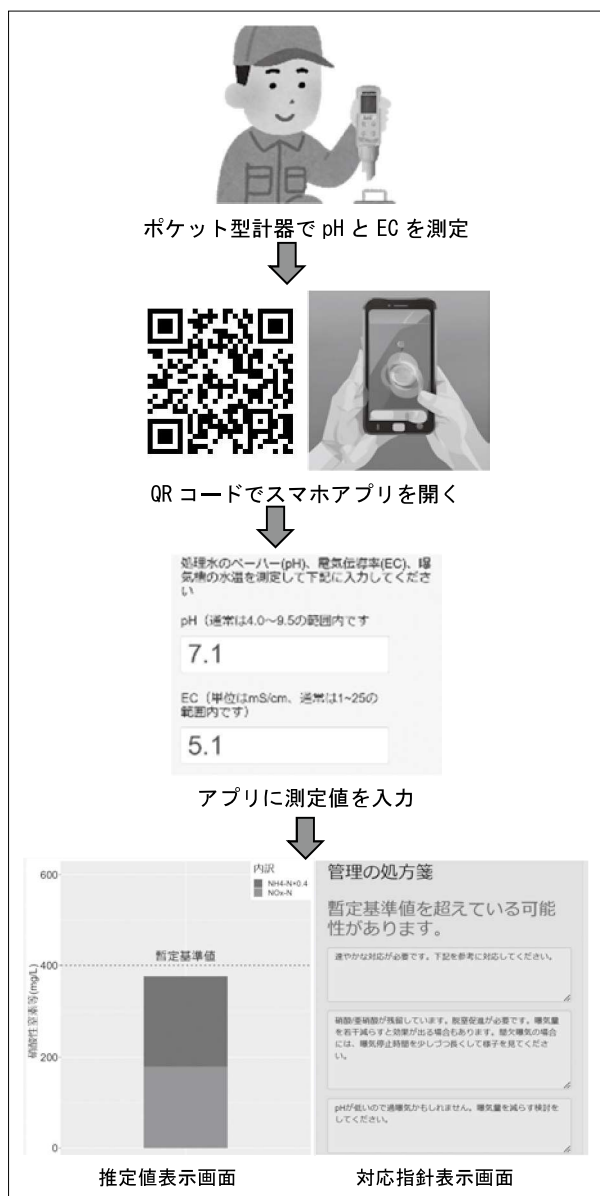 ポケット型計器でpHとECを測定
QRコードでスマホアプリを開く
処理水のペーハー(pH)、電気伝導率(EC)、曝
気槽の水温を測定して下記に入力してくださ
い
pH（通常は4.0～9.5の範囲内です
7.1
EC（単位はmS/cm、通常は1~25の
範囲内です）
5.1
アプリに測定値を入力
内訳
NH4-N*0.4
NOx-N
硝酸性窒素等(mg/L)
600
400
200
0
暫定基準値
推定値表示画面
管理の処方箋
暫定基準値を超えている可能
性があります。
速やかな対応が必要です。下記を参考に対応してください。
硝酸/亜硝酸が残留しています。脱窒促進が必要です。曝気量
を若干減らすと効果が出る場合もあります。間欠曝気の場合
には、曝気停止時間を少しづつ長くして様子を見てくださ
い。
pHが低いので過曝気かもしれません。曝気量を減らす検討を
してください。
対応指針表示画面